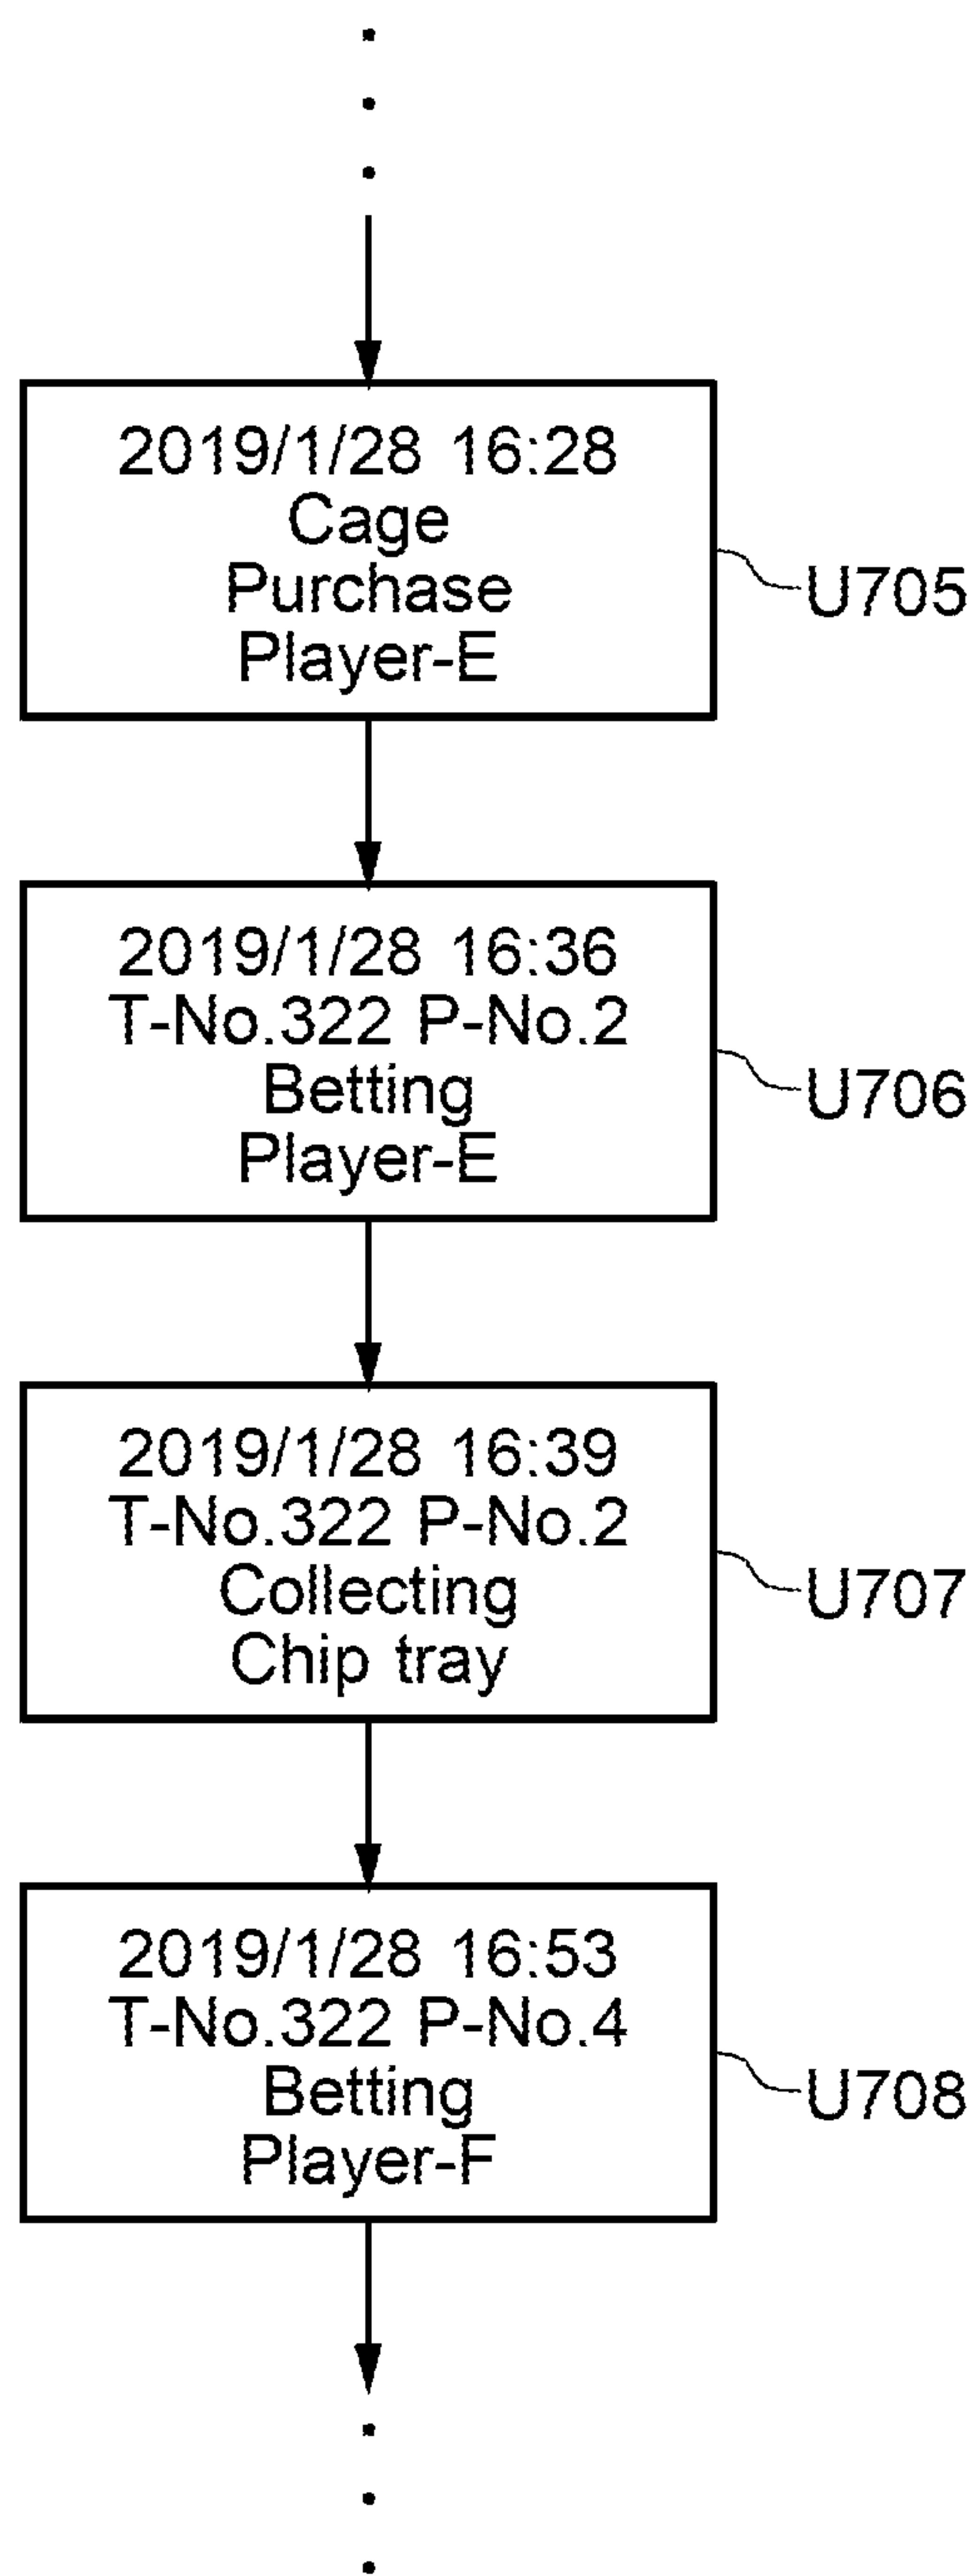 2019/1/28 16:28
Cage
Purchase
Player-E
U705
2019/1/28 16:36
T-No.322 P-No.2
Betting
Player-E
U706
2019/1/28 16:39
T-No.322 P-No.2
Collecting
Chip tray
U707
2019/1/28 16:53
T-No.322 P-No.4
Betting
Player-F
U708